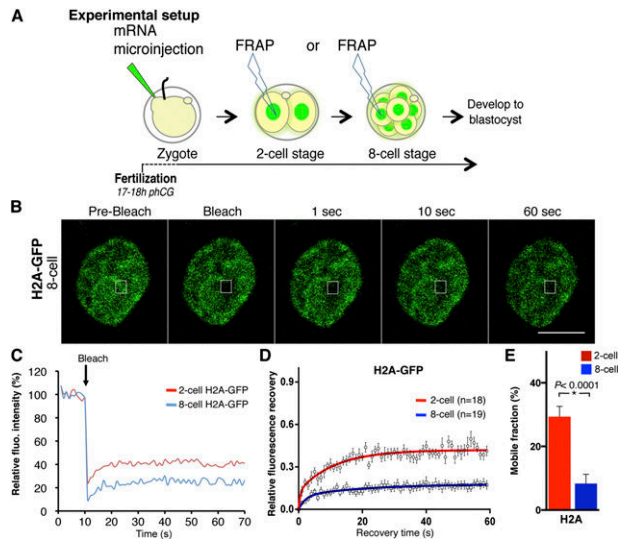 A
Experimental setup
mRNA
microinjection
FRAP or FRAP
Zygote
2-cell stage
8-cell stage
Develop to
blastocyst
Fertilization
17-18h phCG
B
Pre-Bleach
Bleach
1 sec
10 sec
60 sec
H2A-GFP
8-cell
C
Bleach
2-cell H2A-GFP
8-cell H2A-GFP
Relative fluo. intensity (%)
120
100
80
60
40
20
0
0 10 20 30 40 50 60 70
Time (s)
D
H2A-GFP
2-cell (n=18)
8-cell (n=19)
Relative fluorescence recovery
0.9
0.6
0.3
0.0
0 20 40 60
Recovery time (s)
E
2-cell
8-cell
P< 0.0001
*
Mobile fraction (%)
40
30
20
10
0
H2A